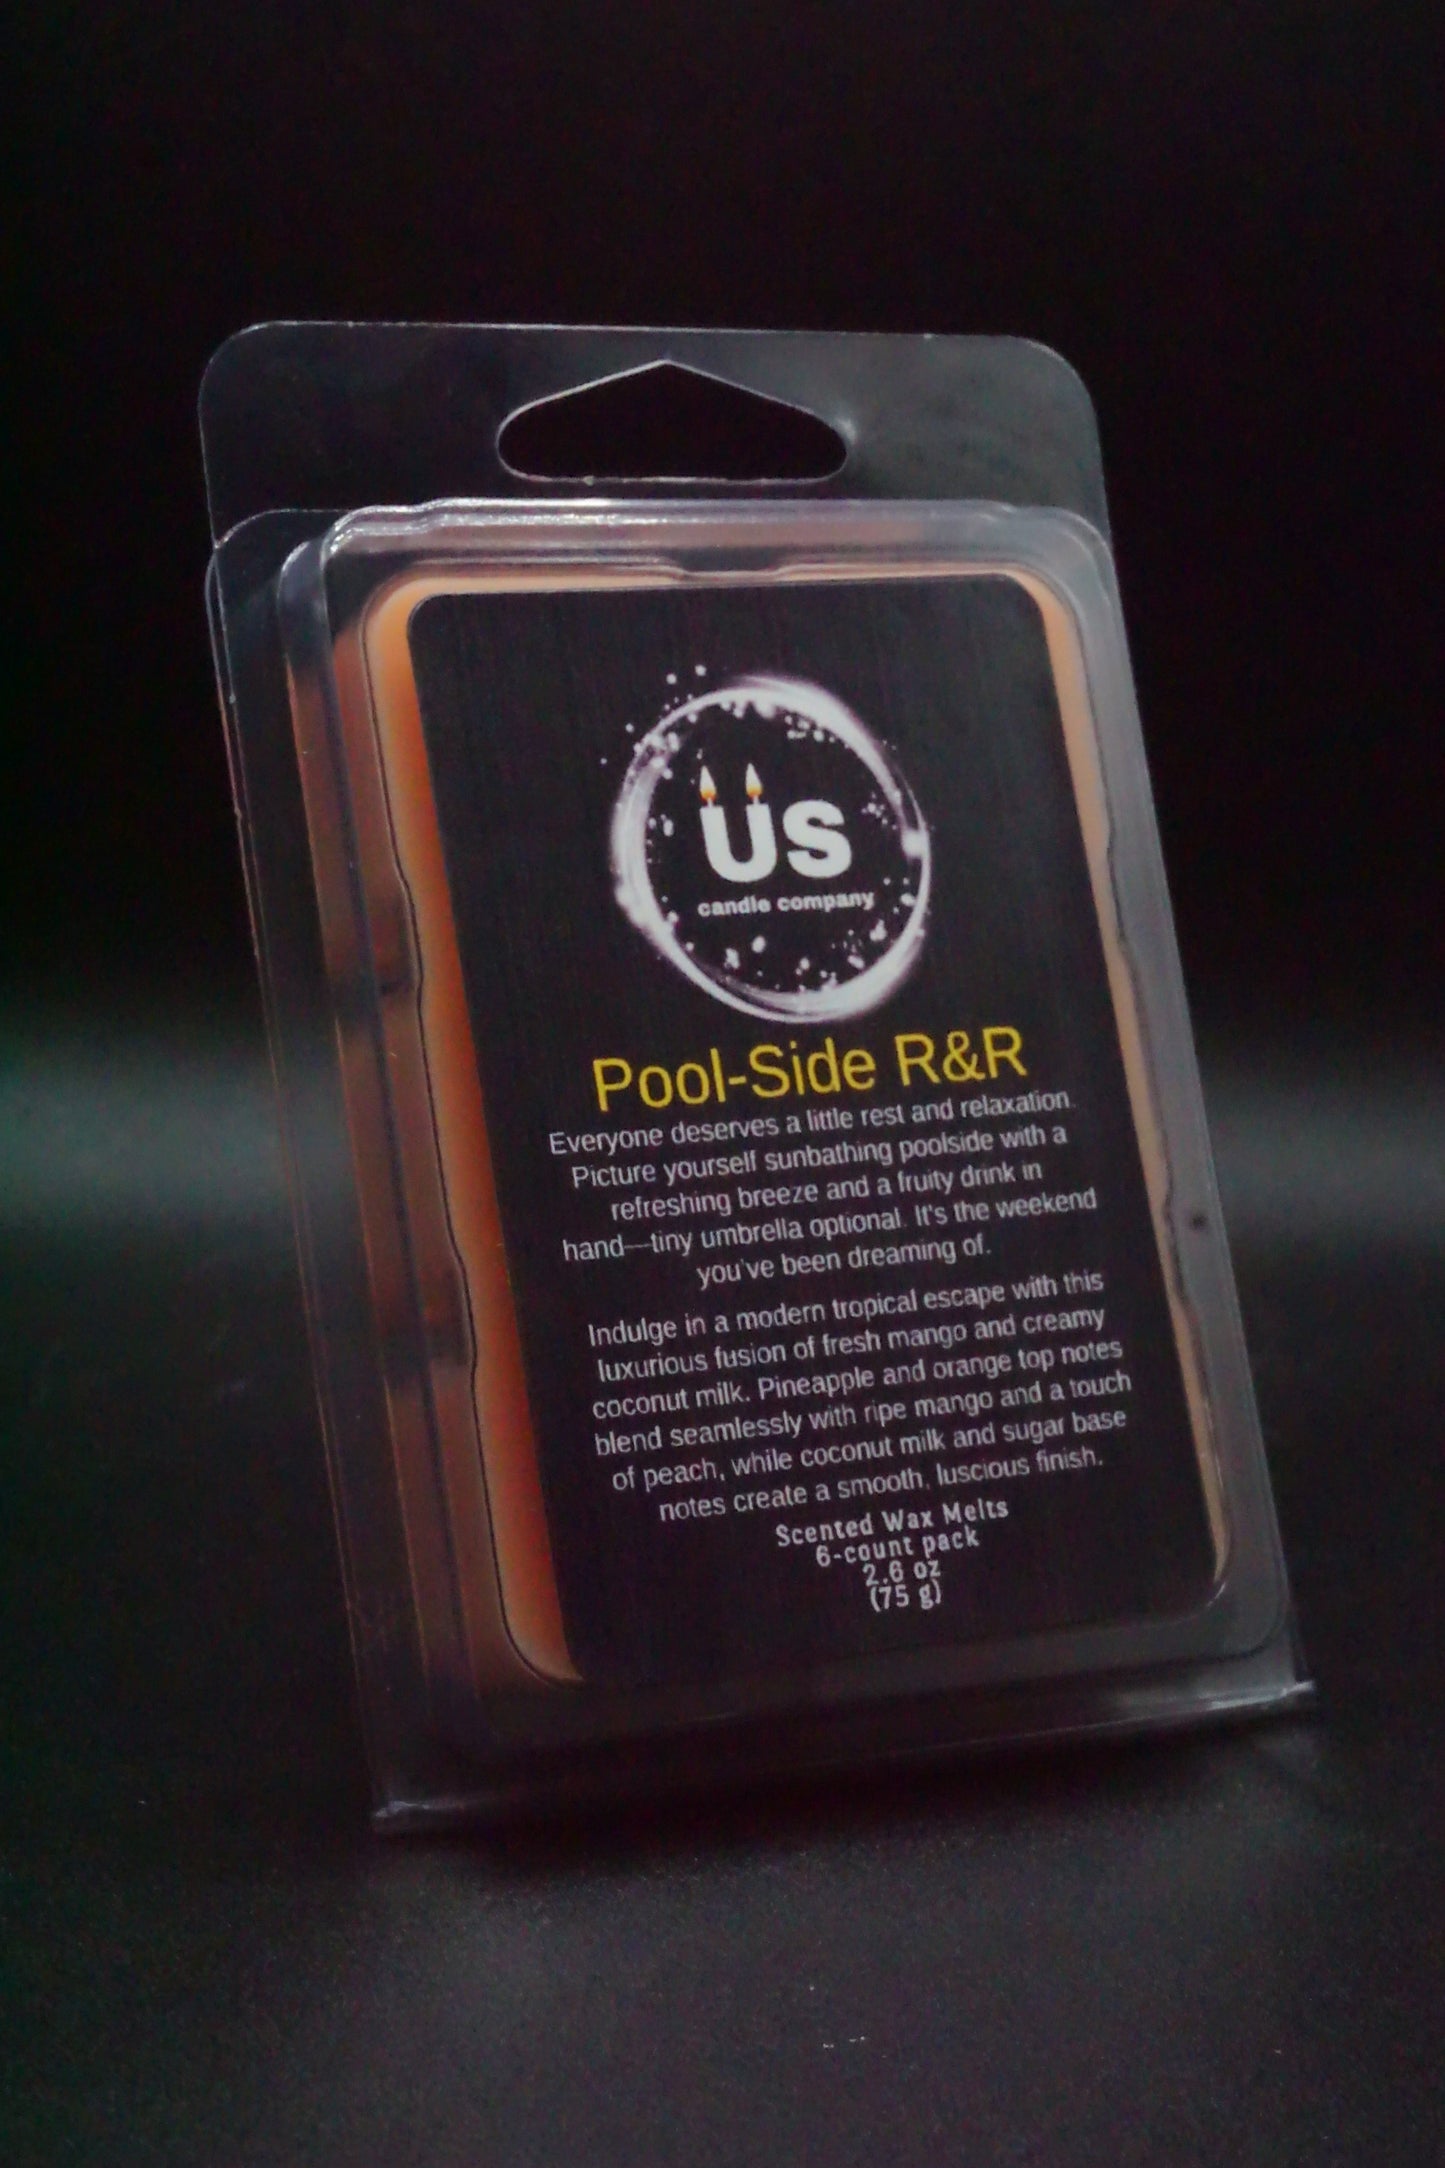 us
candle company
Pool-Side R&R
Everyone deserves a little rest and relaxation.
Picture yourself sunbathing poolside with a
refreshing breeze and a fruity drink in
hand—tiny umbrella optional. It's the weekend
you've been dreaming of.
Indulge in a modern tropical escape with this
luxurious fusion of fresh mango and creamy
coconut milk. Pineapple and orange top notes
blend seamlessly with ripe mango and a touch
of peach, while coconut milk and sugar base
notes create a smooth, luscious finish.
Scented Wax Melts
6-count pack
2.6 oz
(75 g)